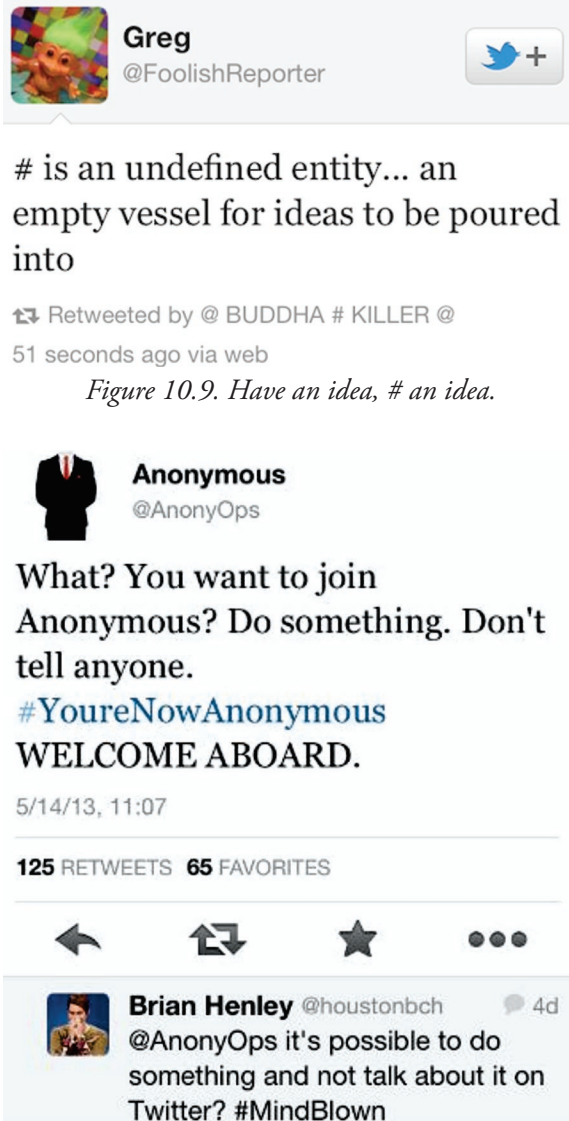 Greg
@FoolishReporter
# is an undefined entity... an
empty vessel for ideas to be poured
into
Retweeted by @ BUDDHA # KILLER @
51 seconds ago via web
Figure 10.9. Have an idea, # an idea.
Anonymous
@AnonyOps
What? You want to join
Anonymous? Do something. Don't
tell anyone.
#YoureNowAnonymous
WELCOME ABOARD.
5/14/13, 11:07
125 RETWEETS 65 FAVORITES
Brian Henley @houstonbch 4d
@AnonyOps it's possible to do
something and not talk about it on
Twitter? #MindBlown